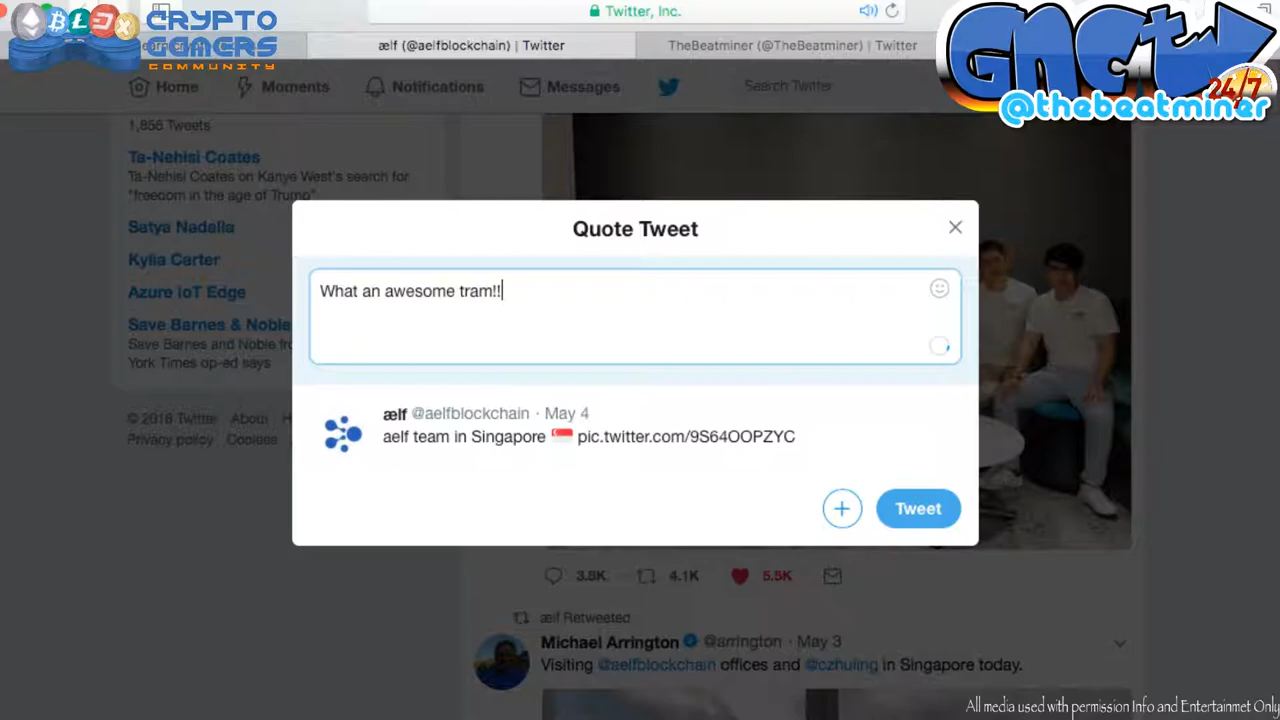 CRYPTO
GAMERS
COMMUNITY
Twitter, Inc.
ælf (@aelfblockchain) | Twitter
TheBeatminer (@TheBeatminer) | Twitter
GNCTV
24/7
@thebeatminer
Home
Moments
Notifications
Messages
Search Twitter
1,856 Tweets
Ta-Nehisi Coates
Ta-Nehisi Coates on Kanye West's search for
"freedom in the age of Trump"
Satya Nadella
Kylia Carter
Azure IoT Edge
Save Barnes & Noble
Save Barnes and Noble from
York Times op-ed says
© 2018 Twitter About
Privacy policy Cookies
Quote Tweet
What an awesome tram!!
ælf @aelfblockchain · May 4
aelf team in Singapore 🇸🇬 pic.twitter.com/9S64OOPZYC
Tweet
3.8K 4.1K 5.5K
ælf Retweeted
Michael Arrington @arrington · May 3
Visiting @aelfblockchain offices and @czhuling in Singapore today.
All media used with permission Info and Entertainmet Only